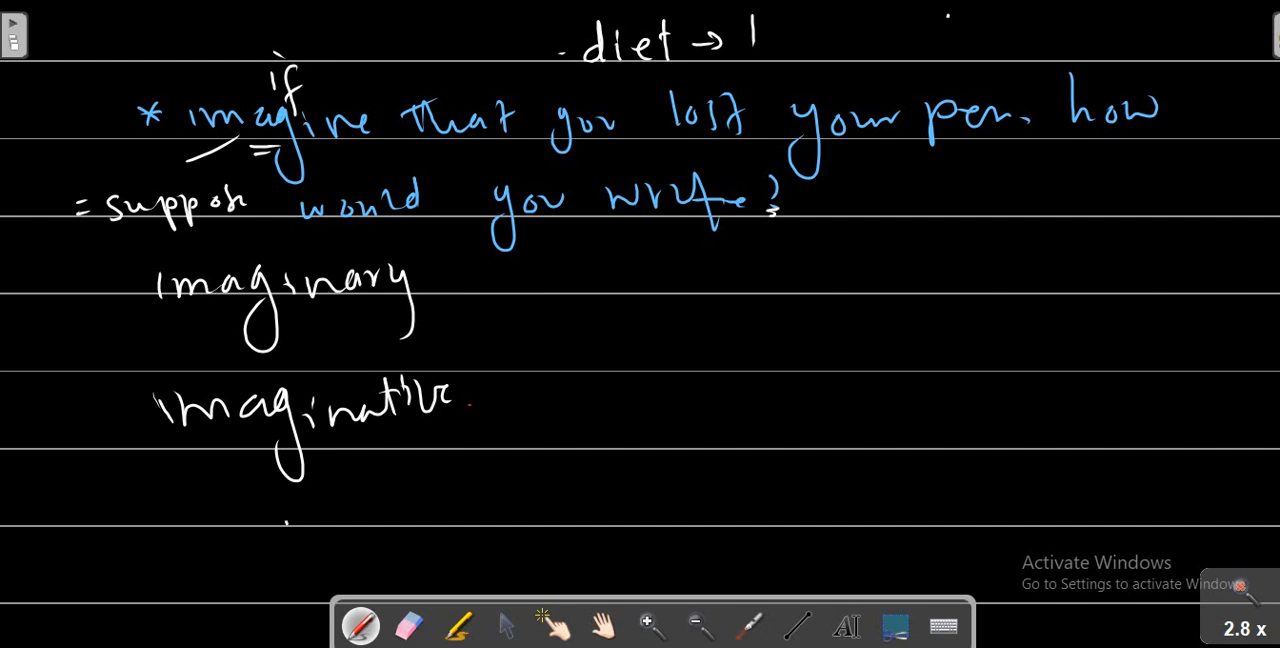 . diet → 1
if
* imagine that you lost your pen. how
= suppose would you write?
imaginary
imaginative
Activate Windows
Go to Settings to activate Windows
AI
2.8 x